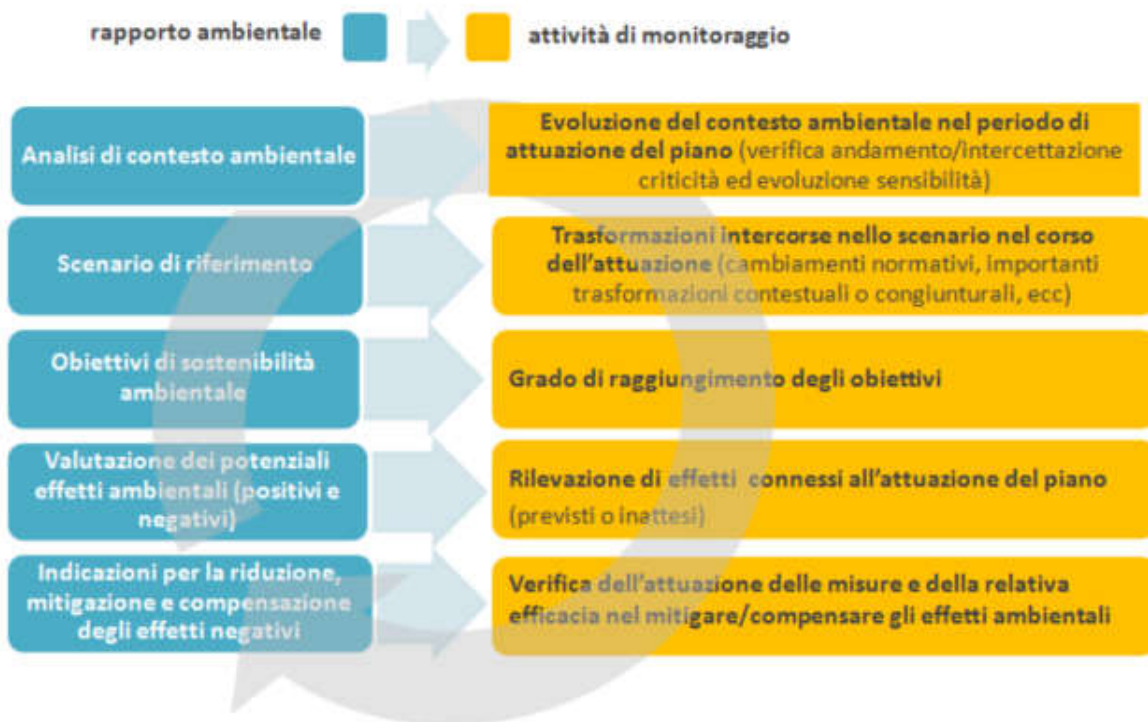 rapporto ambientale
attività di monitoraggio
Analisi di contesto ambientale
Evoluzione del contesto ambientale nel periodo di
attuazione del piano (verifica andamento/intercettazione
criticità ed evoluzione sensibilità)
Scenario di riferimento
Trasformazioni intercorse nello scenario nel corso
dell'attuazione (cambiamenti normativi, importanti
trasformazioni contestuali o congiunturali, ecc)
Obiettivi di sostenibilità
ambientale
Grado di raggiungimento degli obiettivi
Valutazione dei potenziali
effetti ambientali (positivi e
negativi)
Rilevazione di effetti connessi all'attuazione del piano
(previsti o inattesi)
Indicazioni per la riduzione,
mitigazione e compensazione
degli effetti negativi
Verifica dell'attuazione delle misure e della relativa
efficacia nel mitigare/compensare gli effetti ambientali